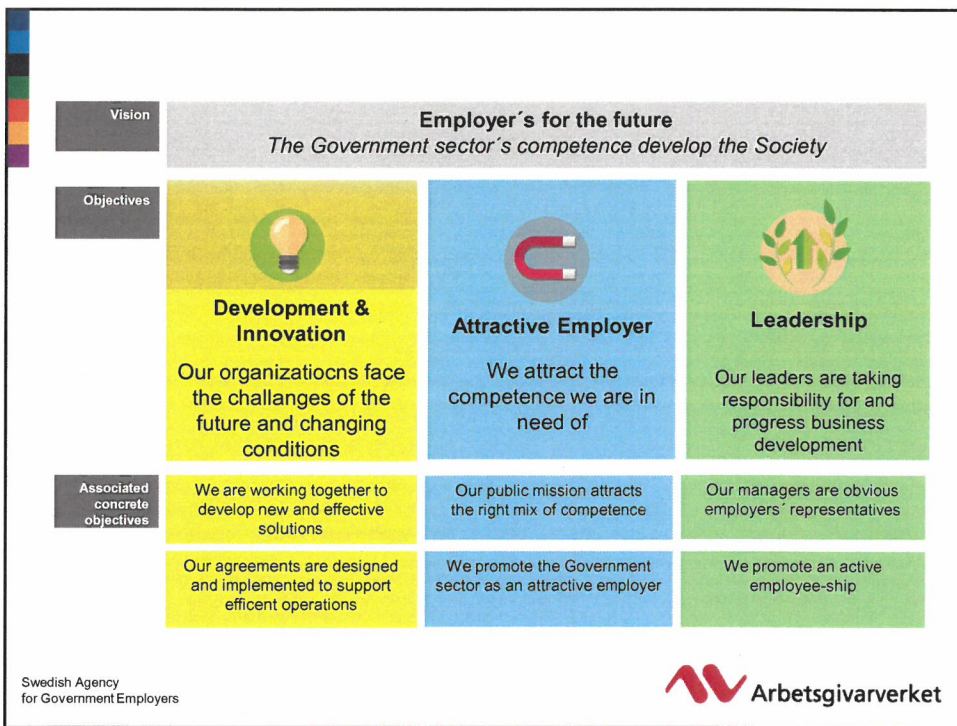 Vision
Employer´s for the future
The Government sector´s competence develop the Society
Objectives
Development &
Innovation
Our organizatiocns face
the challanges of the
future and changing
conditions
Attractive Employer
We attract the
competence we are in
need of
Leadership
Our leaders are taking
responsibility for and
progress business
development
Associated
concrete
objectives
We are working together to
develop new and effective
solutions
Our public mission attracts
the right mix of competence
Our managers are obvious
employers´ representatives
Our agreements are designed
and implemented to support
efficent operations
We promote the Government
sector as an attractive employer
We promote an active
employee-ship
Swedish Agency
for Government Employers
Arbetsgivarverket